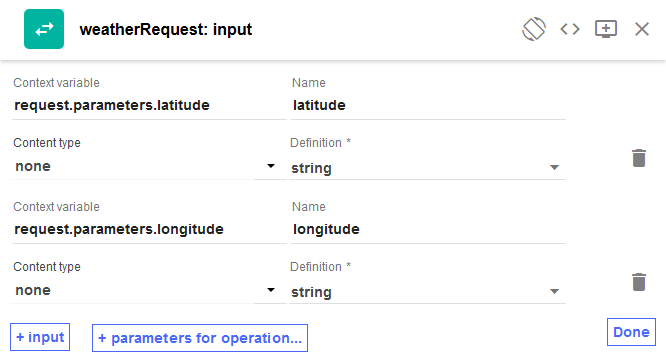 weatherRequest: input
Context variable Name
request.parameters.latitude latitude
Content type Definition *
none string
Context variable Name
request.parameters.longitude longitude
Content type Definition *
none string
+ input + parameters for operation... Done